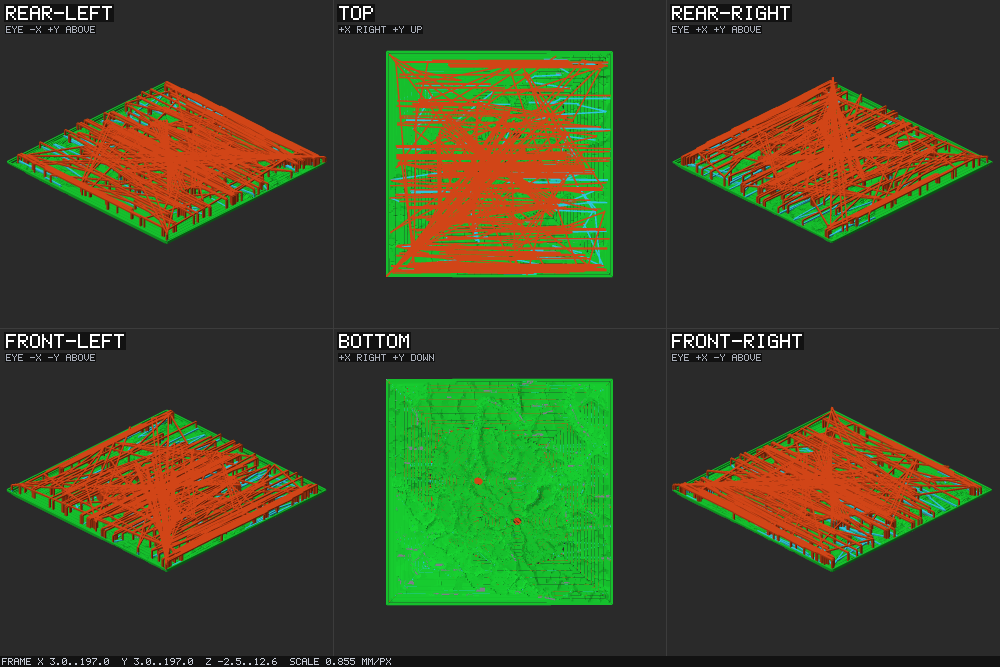 REAR-LEFT
EYE -X +Y ABOVE
TOP
+X RIGHT +Y UP
REAR-RIGHT
EYE +X +Y ABOVE
FRONT-LEFT
EYE -X -Y ABOVE
BOTTOM
+X RIGHT +Y DOWN
FRONT-RIGHT
EYE +X -Y ABOVE
FRAME X 3.0..197.0 Y 3.0..197.0 Z -2.5..12.6 SCALE 0.855 MM/PX